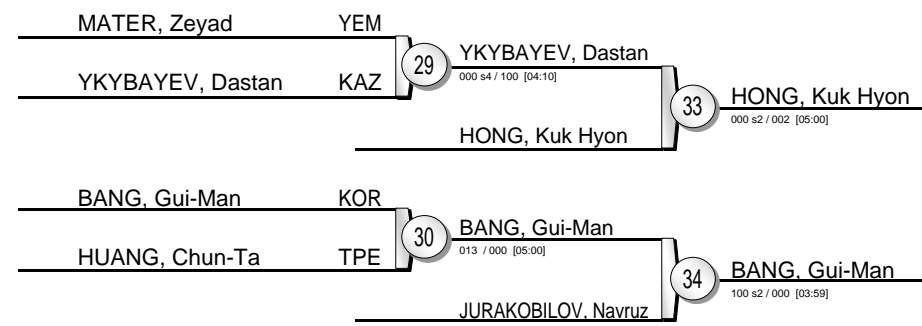 MATER, Zeyad YEM
YKYBAYEV, Dastan KAZ
29
YKYBAYEV, Dastan
000 s4 / 100 [04:10]
HONG, Kuk Hyon
33
HONG, Kuk Hyon
000 s2 / 002 [05:00]
BANG, Gui-Man KOR
HUANG, Chun-Ta TPE
30
BANG, Gui-Man
013 / 000 [05:00]
JURAKOBILOV, Navruz
34
BANG, Gui-Man
100 s2 / 000 [03:59]